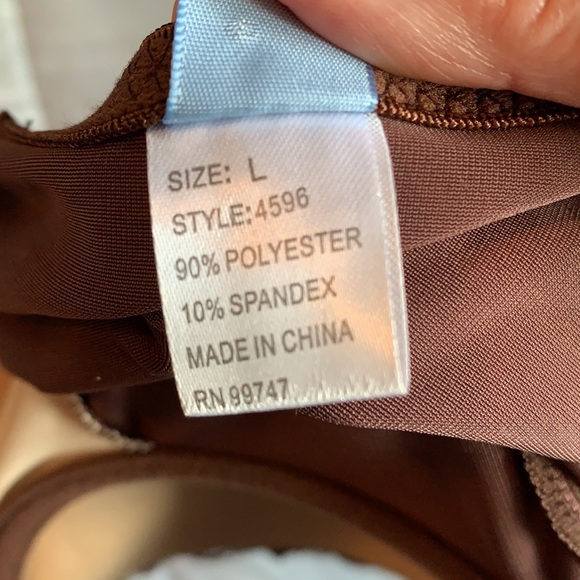 SIZE: L
STYLE:4596
90% POLYESTER
10% SPANDEX
MADE IN CHINA
RN 99747